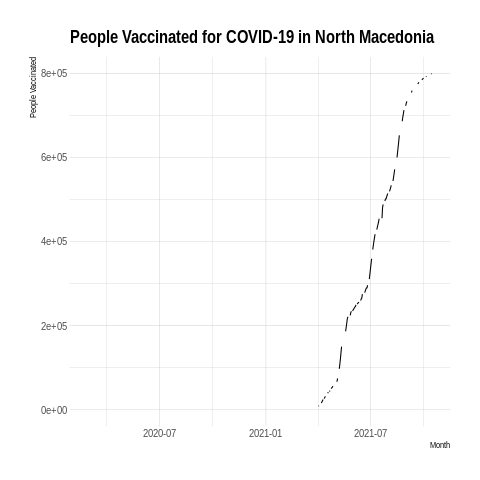 People Vaccinated for COVID-19 in North Macedonia
People Vaccinated
8e+05
6e+05
4e+05
2e+05
0e+00
2020-07
2021-01
2021-07
Month